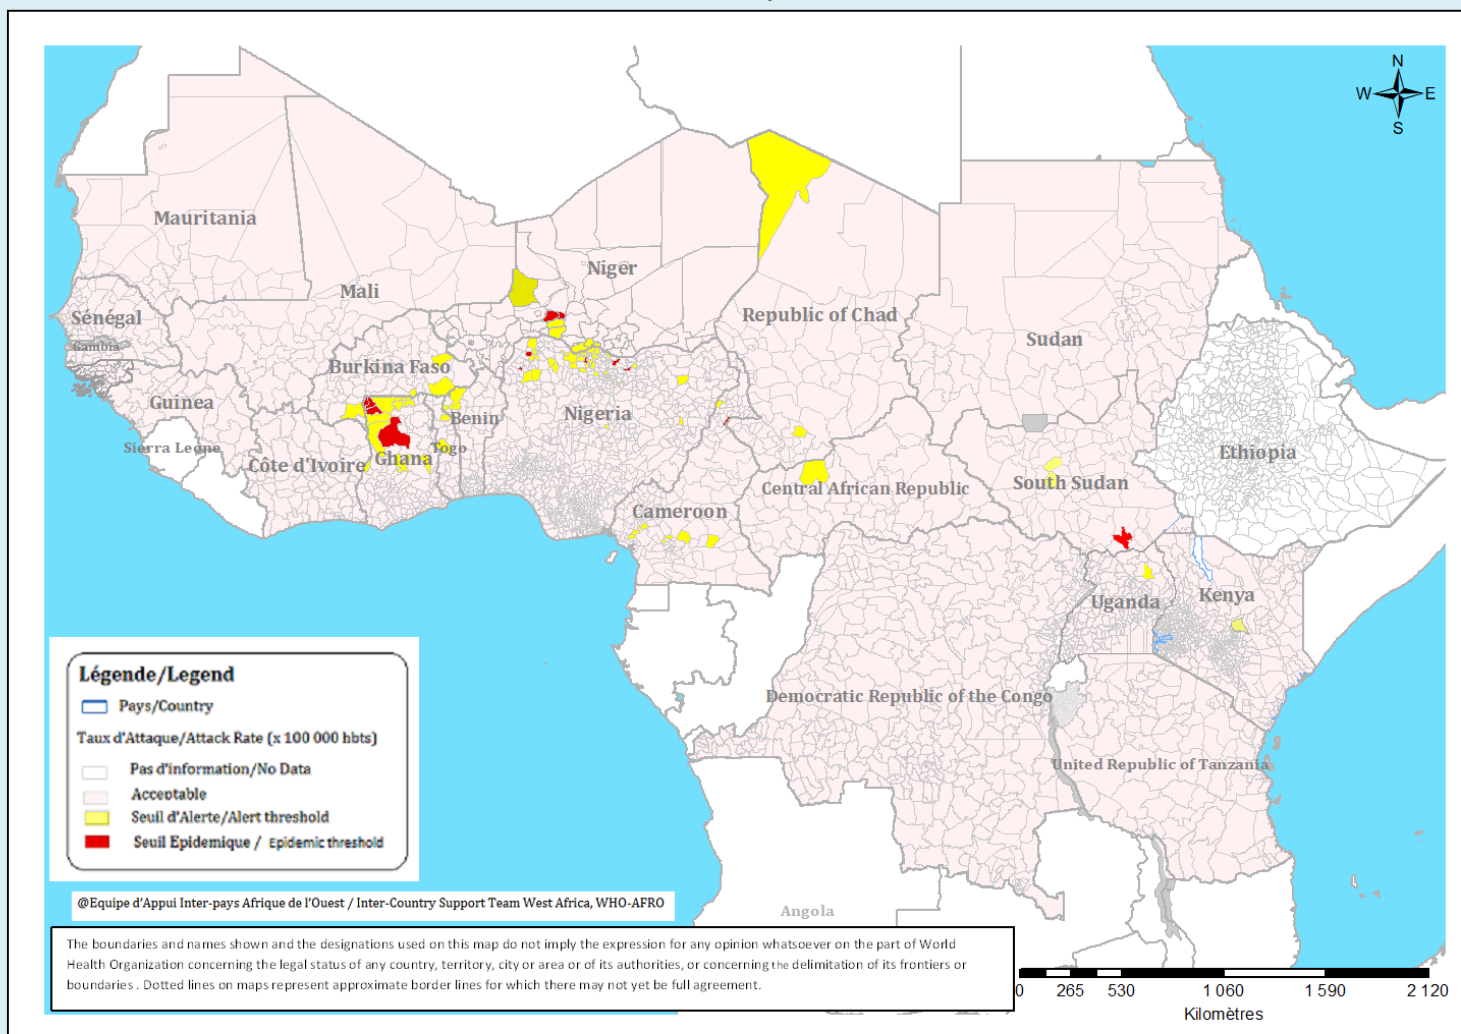 N
W E
S
Mauritania
Mali
Niger
Republic of Chad
Sudan
Sénégal
Gambia
Burkina Faso
Guinea
Benin
Nigeria
Sierra Leone
Côte d'Ivoire
Ghana
Togo
Ethiopia
South Sudan
Central African Republic
Cameroon
Uganda
Kenya
Democratic Republic of the Congo
United Republic of Tanzania
Angola
Légende/Legend
Pays/Country
Taux d'Attaque/Attack Rate (x 100 000 hbts)
Pas d'information/No Data
Acceptable
Seuil d'Alerte/Alert threshold
Seuil Epidemique / Epidemic threshold
@Equipe d'Appui Inter-pays Afrique de l'Ouest / Inter-Country Support Team West Africa, WHO-AFRO
The boundaries and names shown and the designations used on this map do not imply the expression for any opinion whatsoever on the part of World
Health Organization concerning the legal status of any country, territory, city or area or of its authorities, or concerning the delimitation of its frontiers or
boundaries . Dotted lines on maps represent approximate border lines for which there may not yet be full agreement.
0 265 530 1 060 1 590 2 120
Kilomètres